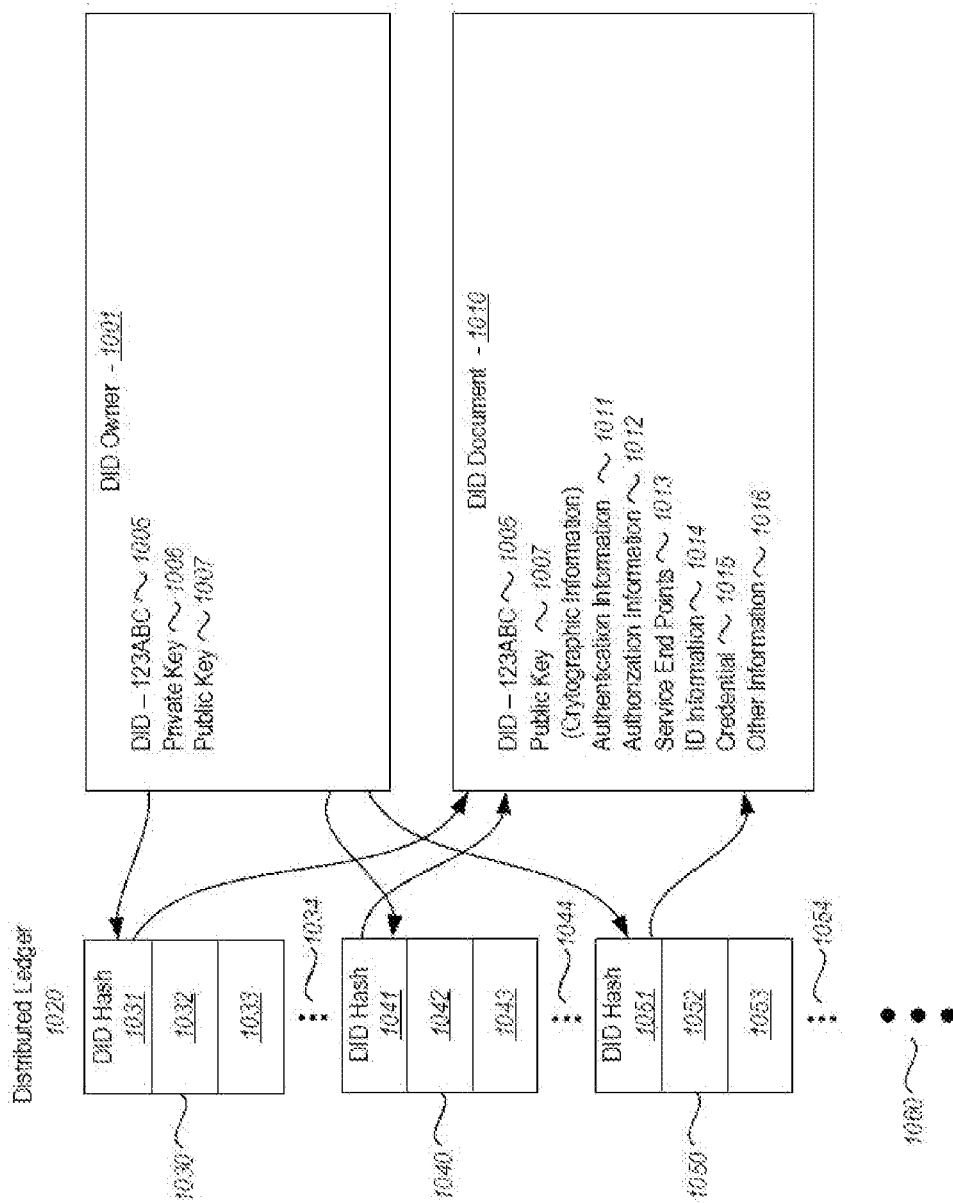 Distributed Ledger
1020
DID Hash
1031
1032
1033
1034
1030
DID Hash
1041
1042
1043
1044
1040
DID Hash
1051
1052
1053
1054
1050
1060
DID Owner - 1001
DID – 123ABC ~ 1005
Private Key ~ 1006
Public Key ~ 1007
DID Document - 1010
DID – 123ABC ~ 1005
Public Key ~ 1007
(Crytographic Information)
Authentication Information ~ 1011
Authorization Information ~ 1012
Service End Points ~ 1013
ID Information ~ 1014
Credential ~ 1015
Other Information ~ 1016